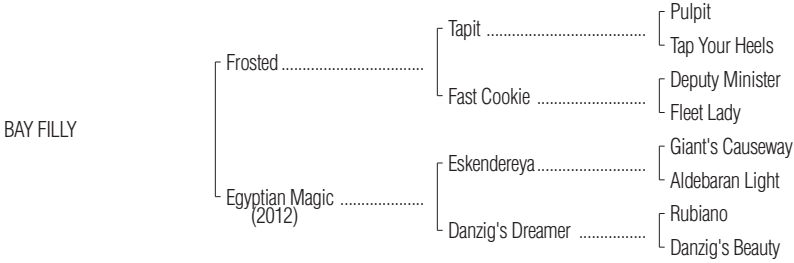 Pulpit
Tapit ....................................
Tap Your Heels
Frosted ................................
Deputy Minister
Fast Cookie ........................
Fleet Lady
BAY FILLY
Giant's Causeway
Eskendereya ........................
Aldebaran Light
Egyptian Magic ...................
(2012)
Rubiano
Danzig's Dreamer ...............
Danzig's Beauty